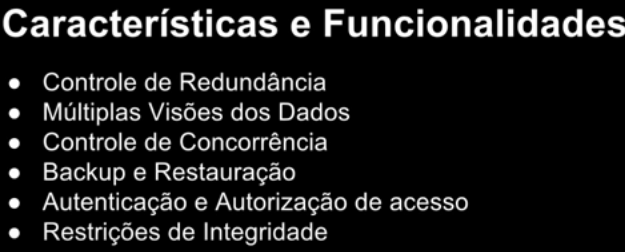 Características e Funcionalidades
● Controle de Redundância
● Múltiplas Visões dos Dados
● Controle de Concorrência
● Backup e Restauração
● Autenticação e Autorização de acesso
● Restrições de Integridade